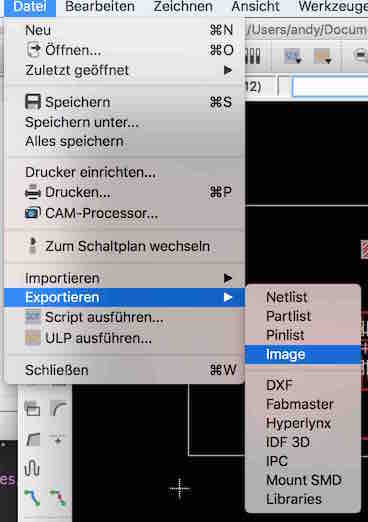 Datei Bearbeiten Zeichnen Ansicht Werkzeuge
Neu ⌘N
Öffnen... ⌘O
/Users/andy/Docum
Zuletzt geöffnet
Speichern ⌘S
12)
Speichern unter...
Alles speichern
Drucker einrichten...
Drucken... ⌘P
CAM-Processor...
Zum Schaltplan wechseln
Importieren
Exportieren
Script ausführen...
ULP ausführen...
Schließen ⌘W
Netlist
Partlist
Pinlist
Image
DXF
Fabmaster
Hyperlynx
IDF 3D
IPC
Mount SMD
Libraries